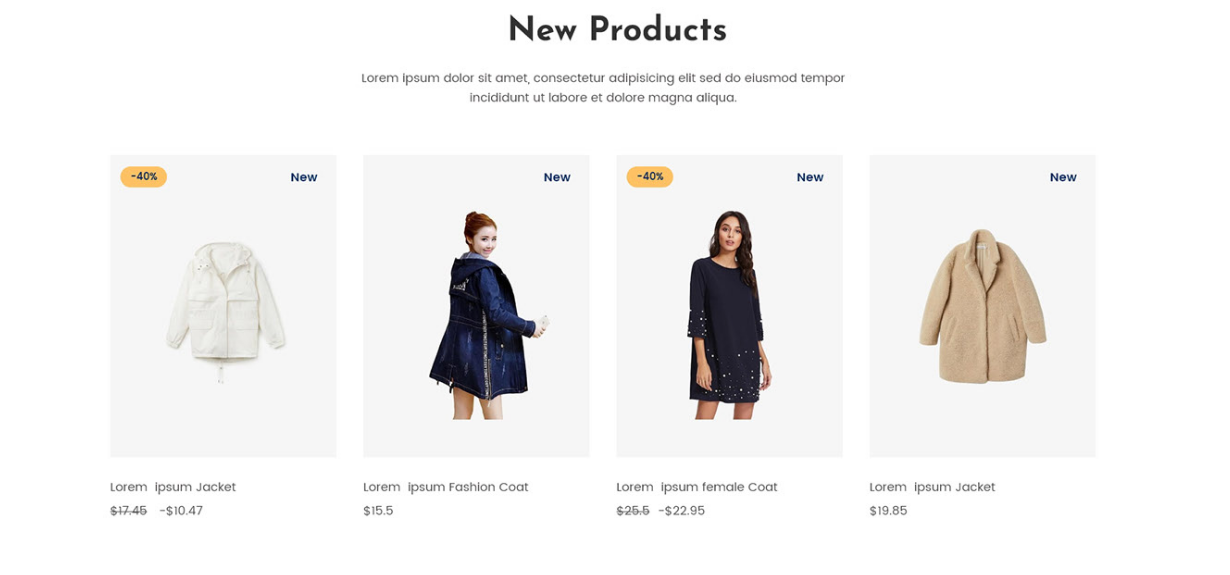 New Products
Lorem ipsum dolor sit amet, consectetur adipisicing elit sed do eiusmod tempor
incididunt ut labore et dolore magna aliqua.
-40% New
New
-40% New
New
Lorem ipsum Jacket
$17.45 -$10.47
Lorem ipsum Fashion Coat
$15.5
Lorem ipsum female Coat
$25.5 -$22.95
Lorem ipsum Jacket
$19.85